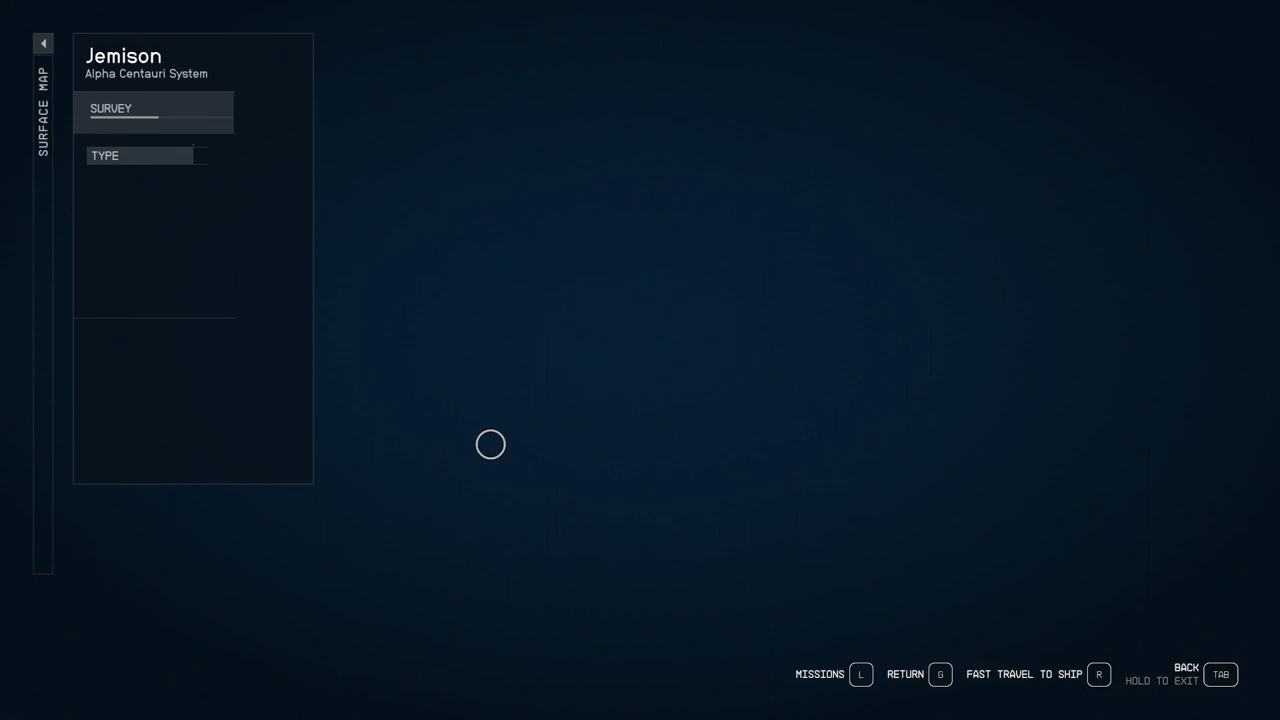 Jemison
Alpha Centauri System
SURFACE MAP
SURVEY
TYPE
MISSIONS L
RETURN G
FAST TRAVEL TO SHIP R
BACK
HOLD TO EXIT
TAB